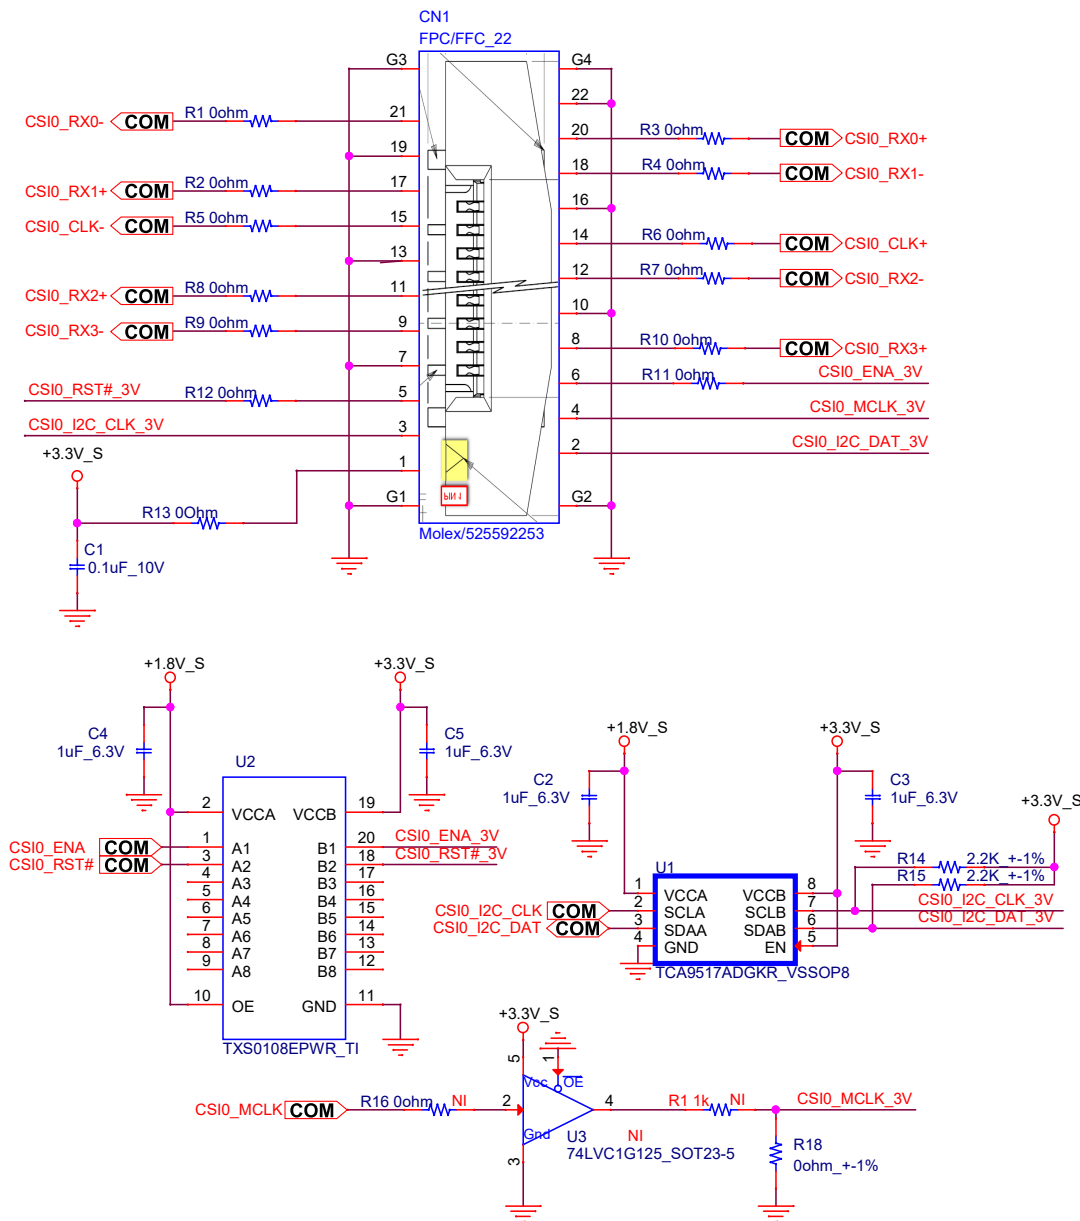 CN1
FPC/FFC_22
G3
G4
22
CSI0_RX0- COM R1 0ohm 21
20 R3 0ohm COM CSI0_RX0+
19
18 R4 0ohm COM CSI0_RX1-
CSI0_RX1+ COM R2 0ohm 17
16
CSI0_CLK- COM R5 0ohm 15
14 R6 0ohm COM CSI0_CLK+
13
12 R7 0ohm COM CSI0_RX2-
CSI0_RX2+ COM R8 0ohm 11
10
CSI0_RX3- COM R9 0ohm 9
8 R10 0ohm COM CSI0_RX3+
7
6 R11 0ohm CSI0_ENA_3V
CSI0_RST#_3V R12 0ohm 5
4 CSI0_MCLK_3V
CSI0_I2C_CLK_3V 3
2 CSI0_I2C_DAT_3V
+3.3V_S
1
PIN 1
G1
G2
R13 0Ohm
Molex/525592253
C1
0.1uF_10V
+1.8V_S
+3.3V_S
C4
1uF_6.3V
C5
1uF_6.3V
U2
2 VCCA VCCB 19
CSI0_ENA COM 1 A1 B1 20 CSI0_ENA_3V
CSI0_RST# COM 3 A2 B2 18 CSI0_RST#_3V
4 A3 B3 17
5 A4 B4 16
6 A5 B5 15
7 A6 B6 14
8 A7 B7 13
9 A8 B8 12
10 OE GND 11
TXS0108EPWR_TI
+1.8V_S
+3.3V_S
C2
1uF_6.3V
C3
1uF_6.3V
+3.3V_S
R14 2.2K_+-1%
R15 2.2K_+-1%
U1
1 VCCA VCCB 8
CSI0_I2C_CLK COM 2 SCLA SCLB 7 CSI0_I2C_CLK_3V
CSI0_I2C_DAT COM 3 SDAA SDAB 6 CSI0_I2C_DAT_3V
4 GND EN 5
TCA9517ADGKR_VSSOP8
+3.3V_S
5
1
Vcc OE
CSI0_MCLK COM R16 0ohm NI 2
4 R1 1k NI CSI0_MCLK_3V
Gnd
3
U3 NI
74LVC1G125_SOT23-5
R18
0ohm_+-1%